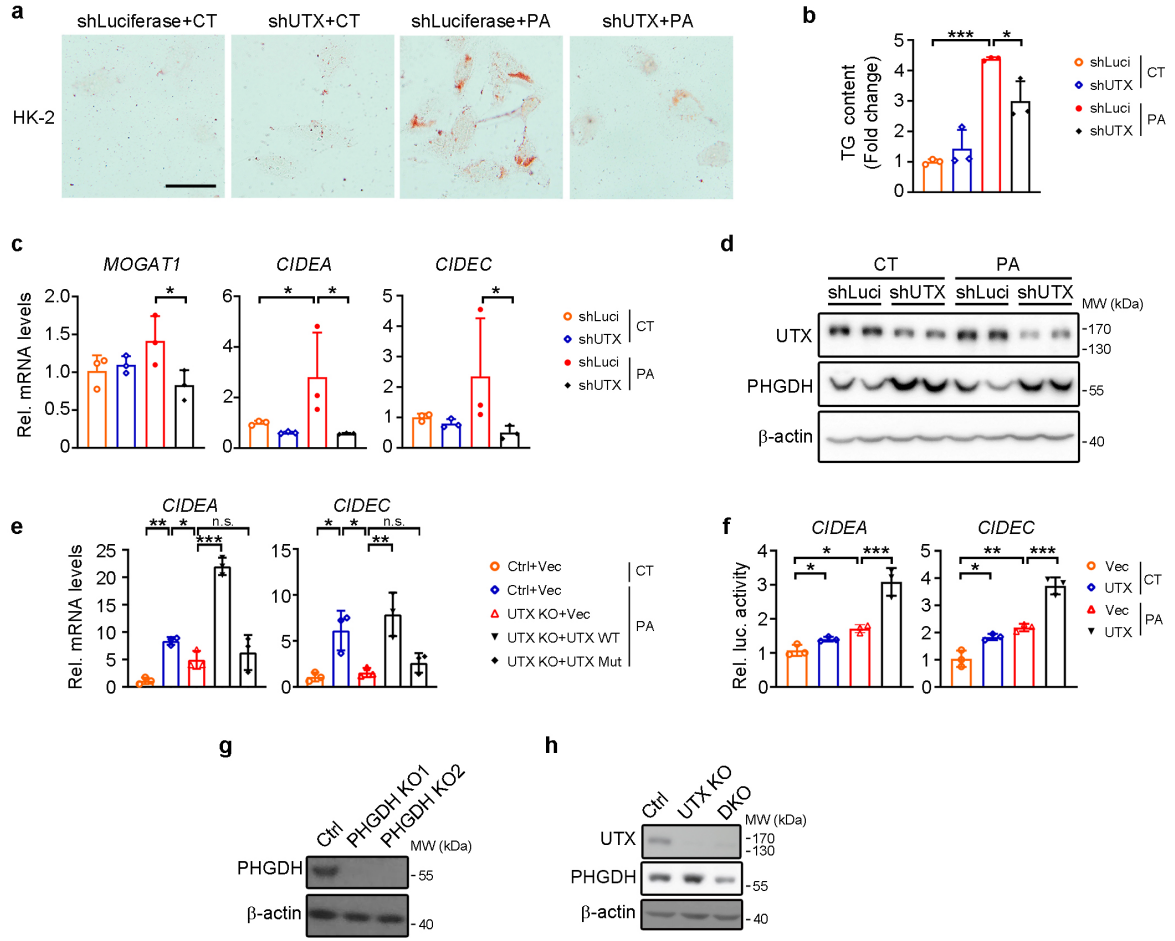 a
shLuciferase+CT
shUTX+CT
shLuciferase+PA
shUTX+PA
HK-2
b
TG content
(Fold change)
5
4
3
2
1
0
***
*
shLuci
shUTX
CT
shLuci
shUTX
PA
c
Rel. mRNA levels
MOGAT1
2.0
1.5
1.0
0.5
0
*
CIDEA
6
4
2
0
*
*
CIDEC
5
4
3
2
1
0
*
shLuci
shUTX
CT
shLuci
shUTX
PA
d
CT
PA
shLuci
shUTX
shLuci
shUTX
MW (kDa)
UTX
-170
-130
PHGDH
-55
β-actin
-40
e
Rel. mRNA levels
CIDEA
25
20
15
10
5
0
**
*
n.s.
***
CIDEC
15
10
5
0
*
*
n.s.
**
Ctrl+Vec
CT
Ctrl+Vec
UTX KO+Vec
UTX KO+UTX WT
UTX KO+UTX Mut
PA
f
Rel. luc. activity
CIDEA
4
3
2
1
0
*
*
***
CIDEC
5
4
3
2
1
0
**
*
***
Vec
UTX
CT
Vec
UTX
PA
g
Ctrl
PHGDH KO1
PHGDH KO2
MW (kDa)
PHGDH
-55
β-actin
-40
h
Ctrl
UTX KO
DKO
MW (kDa)
UTX
-170
-130
PHGDH
-55
β-actin
-40